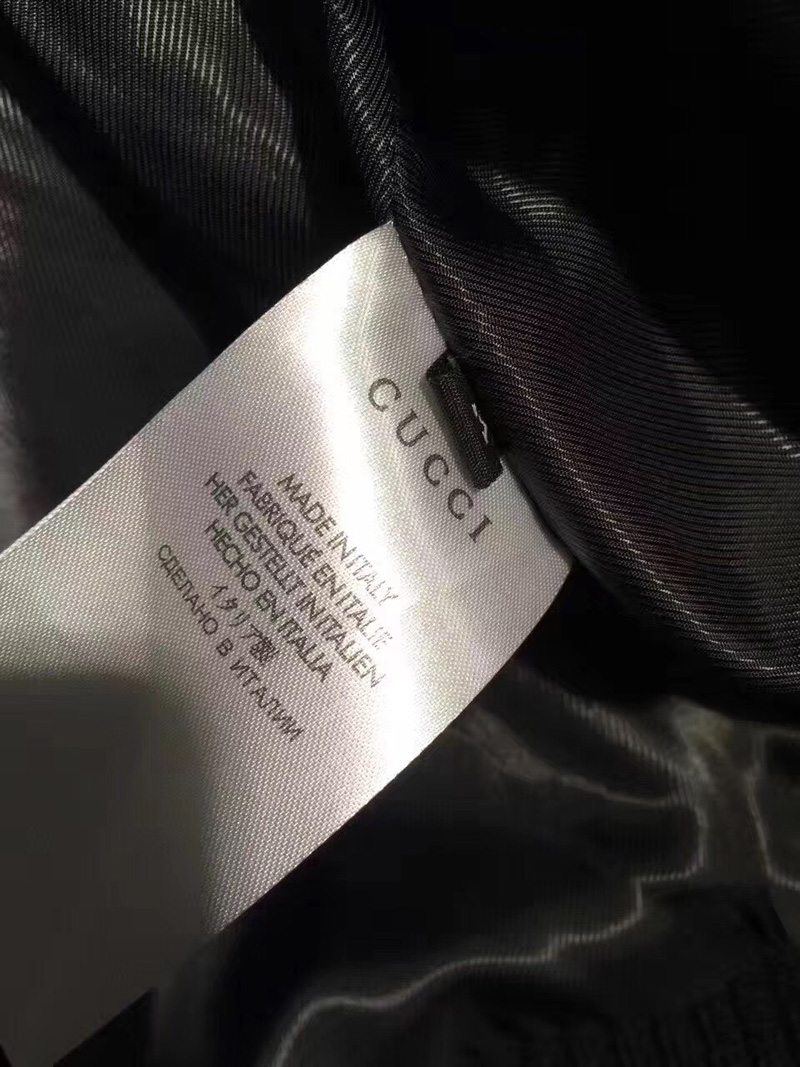 GUCCI
MADE IN ITALY
FABRIQUÉ EN ITALIE
HER GESTELLT IN ITALIEN
HECHO EN ITALIA
イタリア製
СДЕЛАНО В ИТАЛИИ